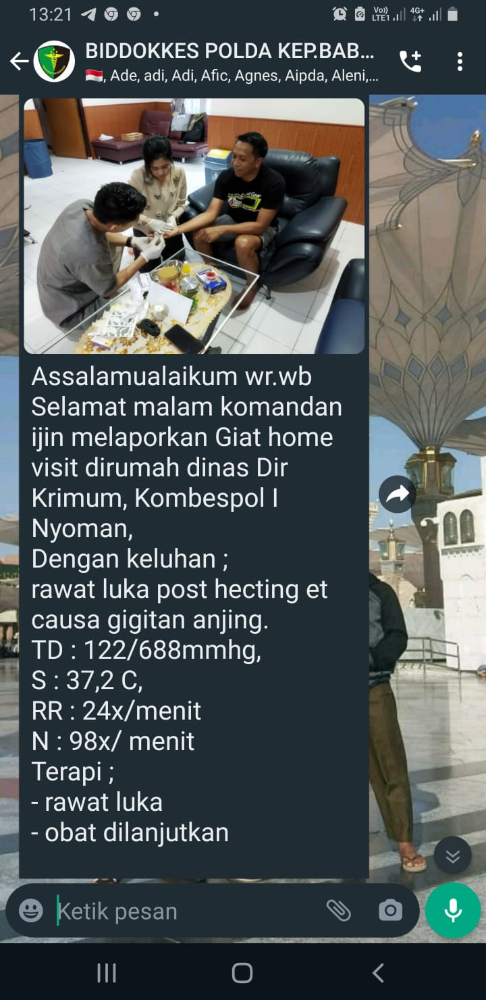 13:21
Vo)) LTE1 4G+
BIDDOKKES POLDA KEP.BAB...
🇮🇩, Ade, adi, Adi, Afic, Agnes, Aipda, Aleni,...
Assalamualaikum wr.wb
Selamat malam komandan
ijin melaporkan Giat home
visit dirumah dinas Dir
Krimum, Kombespol I
Nyoman,
Dengan keluhan ;
rawat luka post hecting et
causa gigitan anjing.
TD : 122/688mmhg,
S : 37,2 C,
RR : 24x/menit
N : 98x/ menit
Terapi ;
- rawat luka
- obat dilanjutkan
Ketik pesan